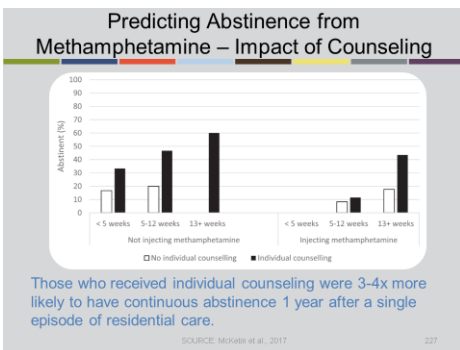 Predicting Abstinence from
Methamphetamine – Impact of Counseling
100
90
80
70
60
50
40
30
20
10
0
Abstinent (%)
< 5 weeks 5-12 weeks 13+ weeks < 5 weeks 5-12 weeks 13+ weeks
Not injecting methamphetamine Injecting methamphetamine
No individual counselling Individual counselling
Those who received individual counseling were 3-4x more
likely to have continuous abstinence 1 year after a single
episode of residential care.
SOURCE: McKetin et al., 2017 227